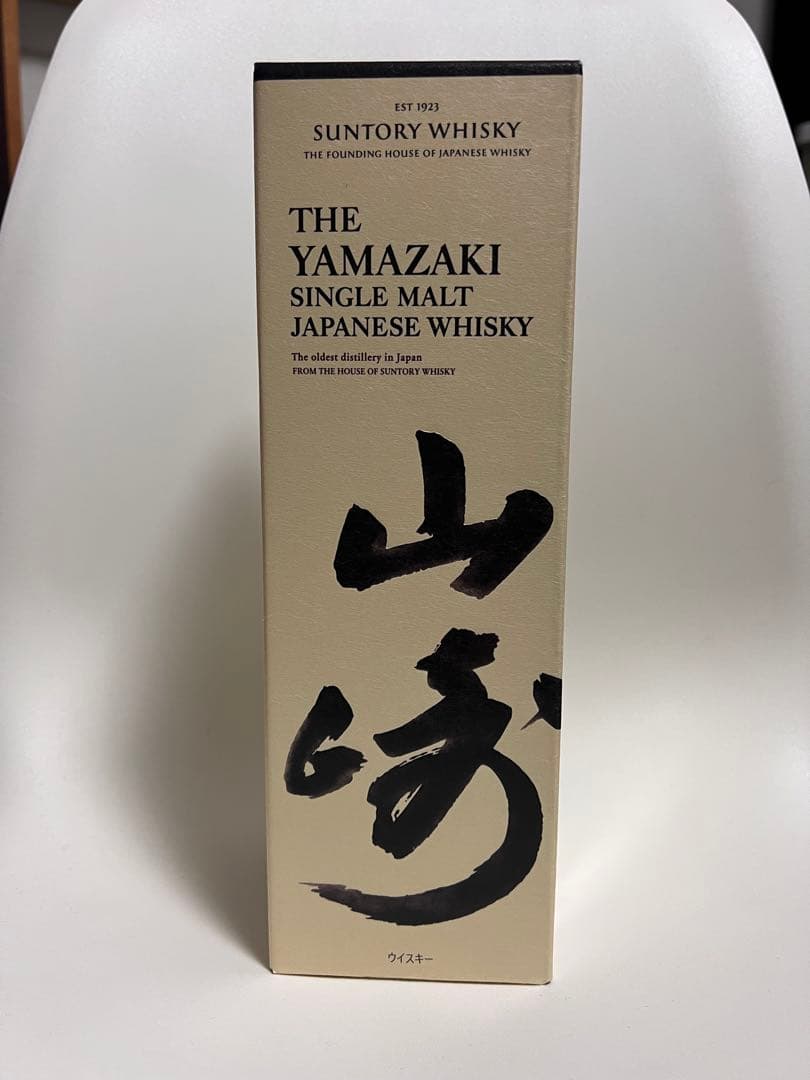 EST 1923
SUNTORY WHISKY
THE FOUNDING HOUSE OF JAPANESE WHISKY
THE
YAMAZAKI
SINGLE MALT
JAPANESE WHISKY
The oldest distillery in Japan
FROM THE HOUSE OF SUNTORY WHISKY
山
崎
ウイスキー